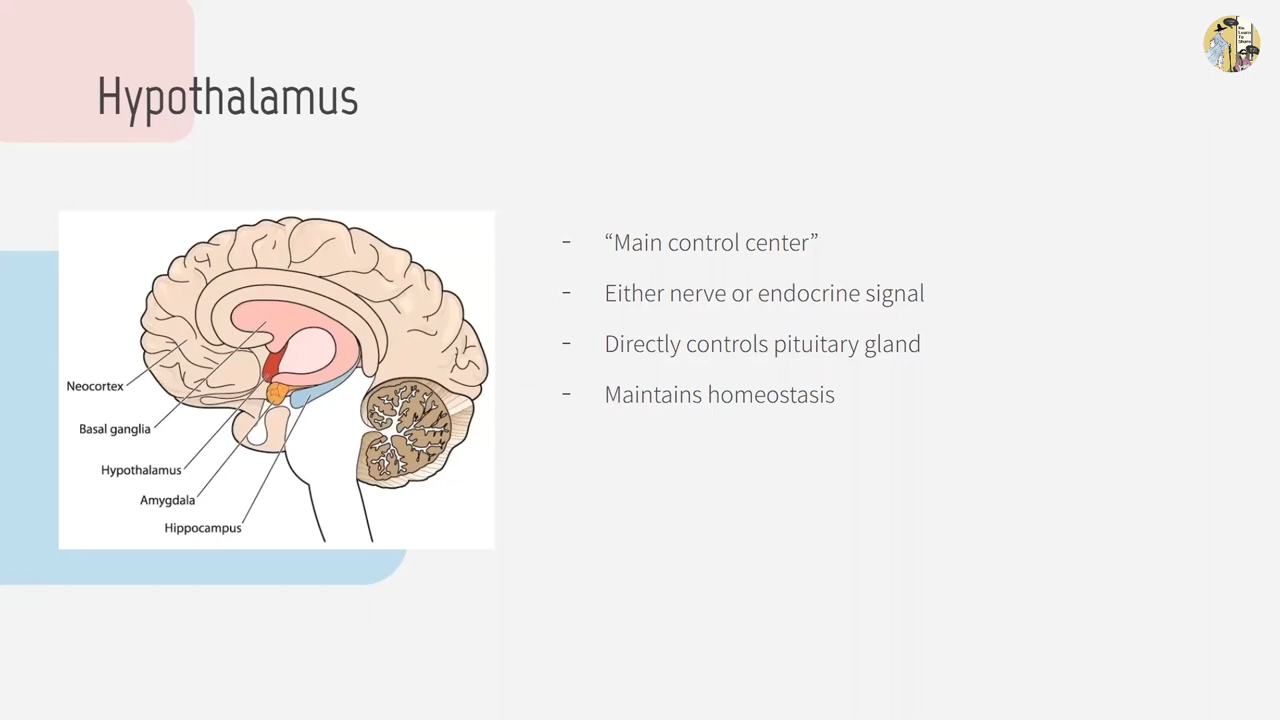 Hypothalamus
- “Main control center”
- Either nerve or endocrine signal
- Directly controls pituitary gland
- Maintains homeostasis
Neocortex
Basal ganglia
Hypothalamus
Amygdala
Hippocampus